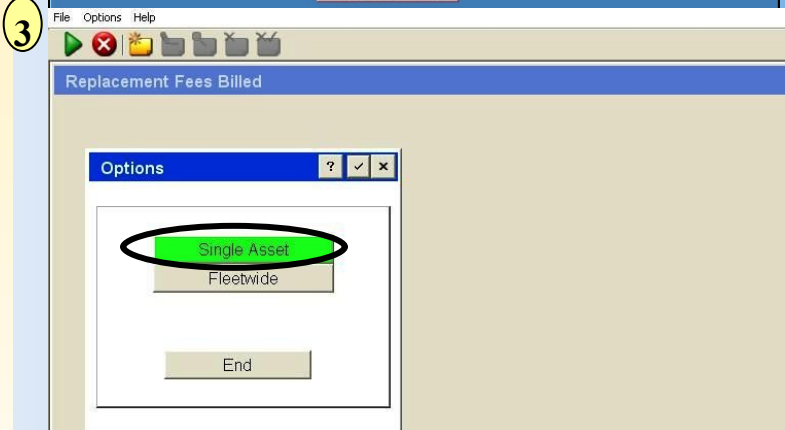 3
File Options Help
Replacement Fees Billed
Options ? ✓ ×
Single Asset
Fleetwide
End